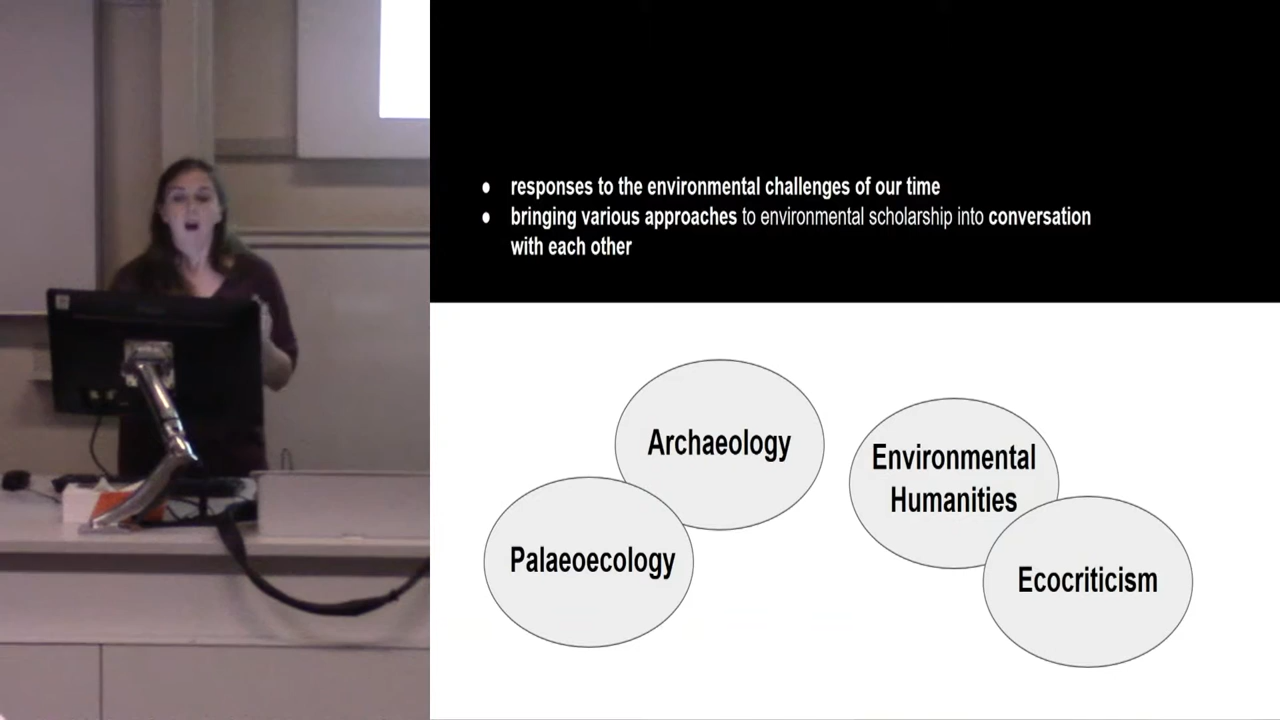 ● responses to the environmental challenges of our time
● bringing various approaches to environmental scholarship into conversation
with each other
Archaeology
Environmental
Humanities
Palaeoecology
Ecocriticism